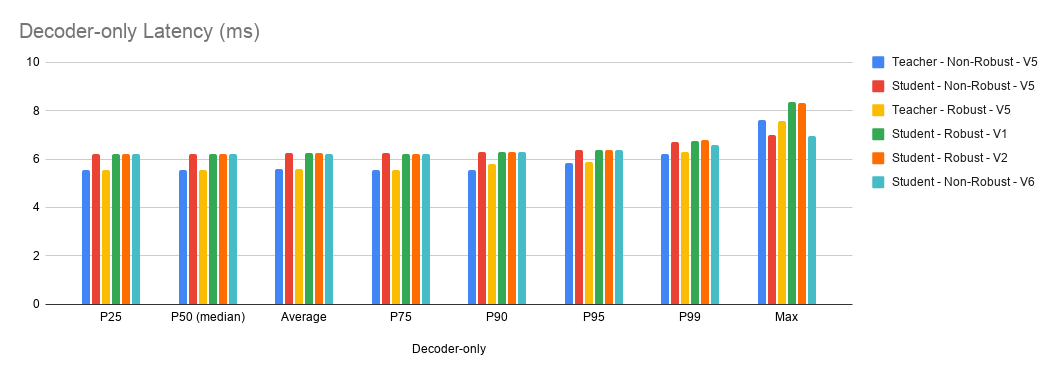 Decoder-only Latency (ms)
10
8
6
4
2
0
P25 P50 (median) Average P75 P90 P95 P99 Max
Decoder-only
Teacher - Non-Robust - V5
Student - Non-Robust - V5
Teacher - Robust - V5
Student - Robust - V1
Student - Robust - V2
Student - Non-Robust - V6